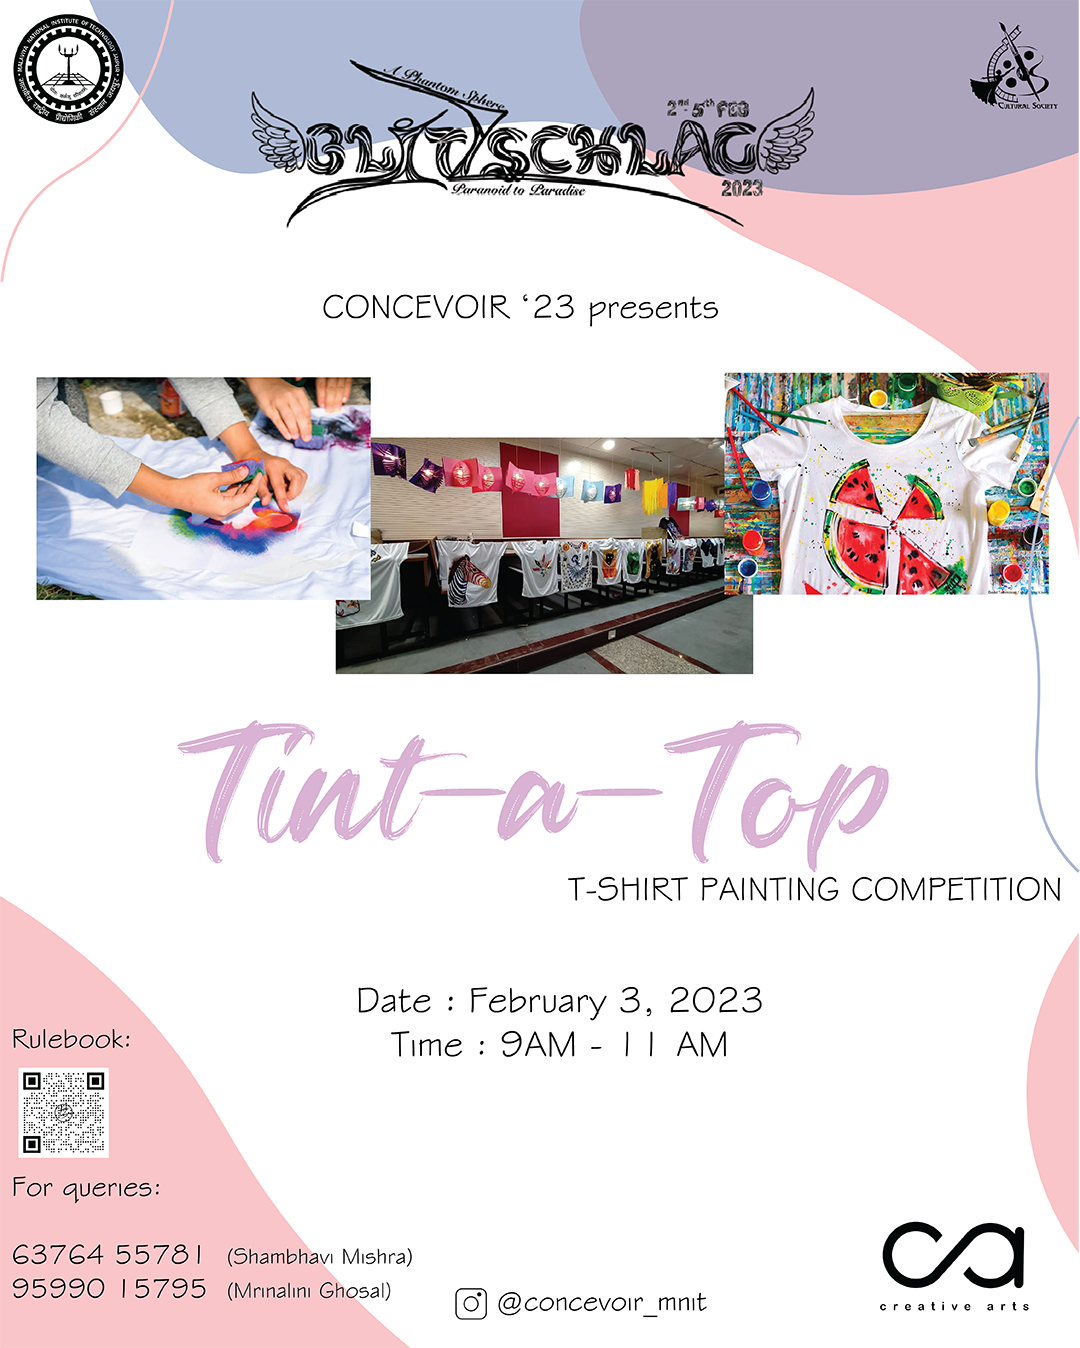 MALAVIYA NATIONAL INSTITUTE OF TECHNOLOGY JAIPUR
मालवीय राष्ट्रीय प्रौद्योगिकी संस्थान जयपुर
CULTURAL SOCIETY
A Phantom Sphere
2nd 5th FEB
BLITZSCHLAG
Paranoid to Paradise
2023
CONCEVOIR ‘23 presents
Tint-a-Top
T-SHIRT PAINTING COMPETITION
Date : February 3, 2023
Time : 9AM - 11 AM
Rulebook:
For queries:
63764 55781 (Shambhavi Mishra)
95990 15795 (Mrinalini Ghosal)
@concevoir_mnit
ca
creative arts